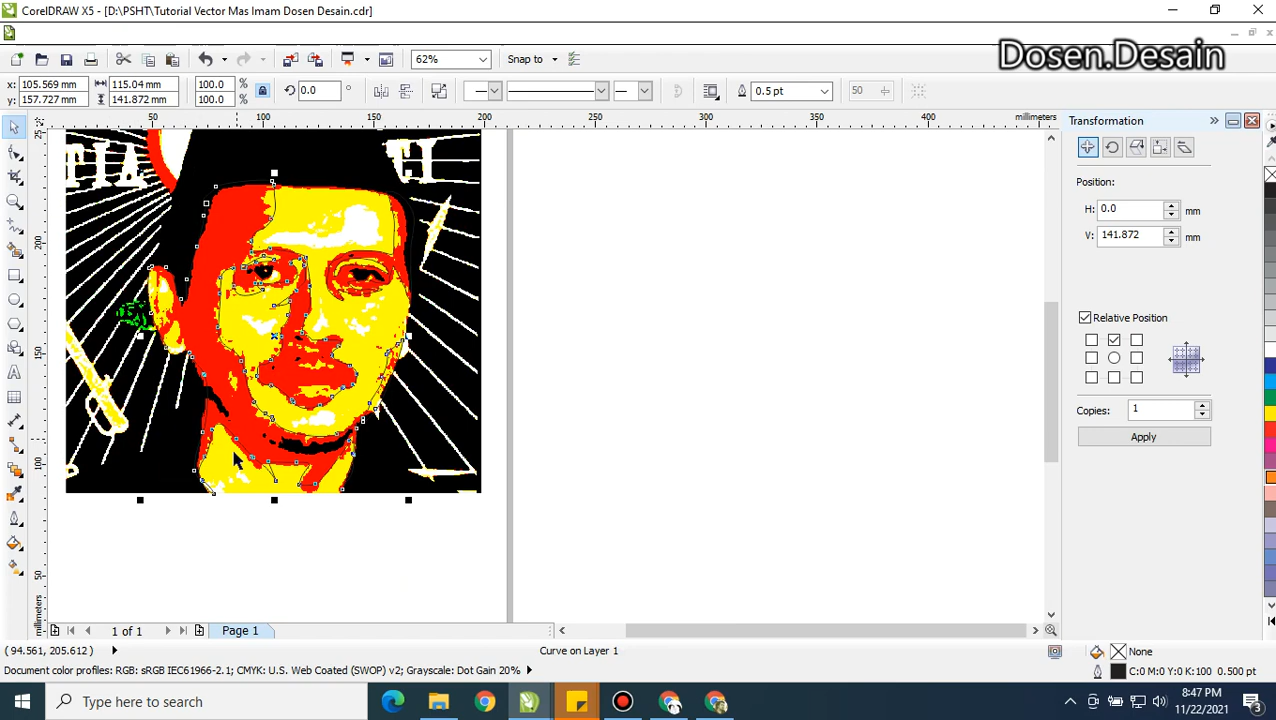 CorelDRAW X5 - [D:\PSHT\Tutorial Vector Mas Imam Dosen Desain.cdr]
Dosen.Desain
62%
Snap to
x: 105.569 mm
115.04 mm
100.0 %
0.0 °
0.5 pt
50
y: 157.727 mm
141.872 mm
100.0
50 100 150 200 250 300 350 400 450 millimeters
Transformation
TIA
Position:
H: 0.0 mm
V: 141.872 mm
200
150
100
50
millimeters
Relative Position
Copies: 1
Apply
1 of 1
Page 1
( 94.561, 205.612 )
Curve on Layer 1
None
Document color profiles: RGB: sRGB IEC61966-2.1; CMYK: U.S. Web Coated (SWOP) v2; Grayscale: Dot Gain 20%
C:0 M:0 Y:0 K:100 0.500 pt
Type here to search
8:47 PM
11/22/2021
3